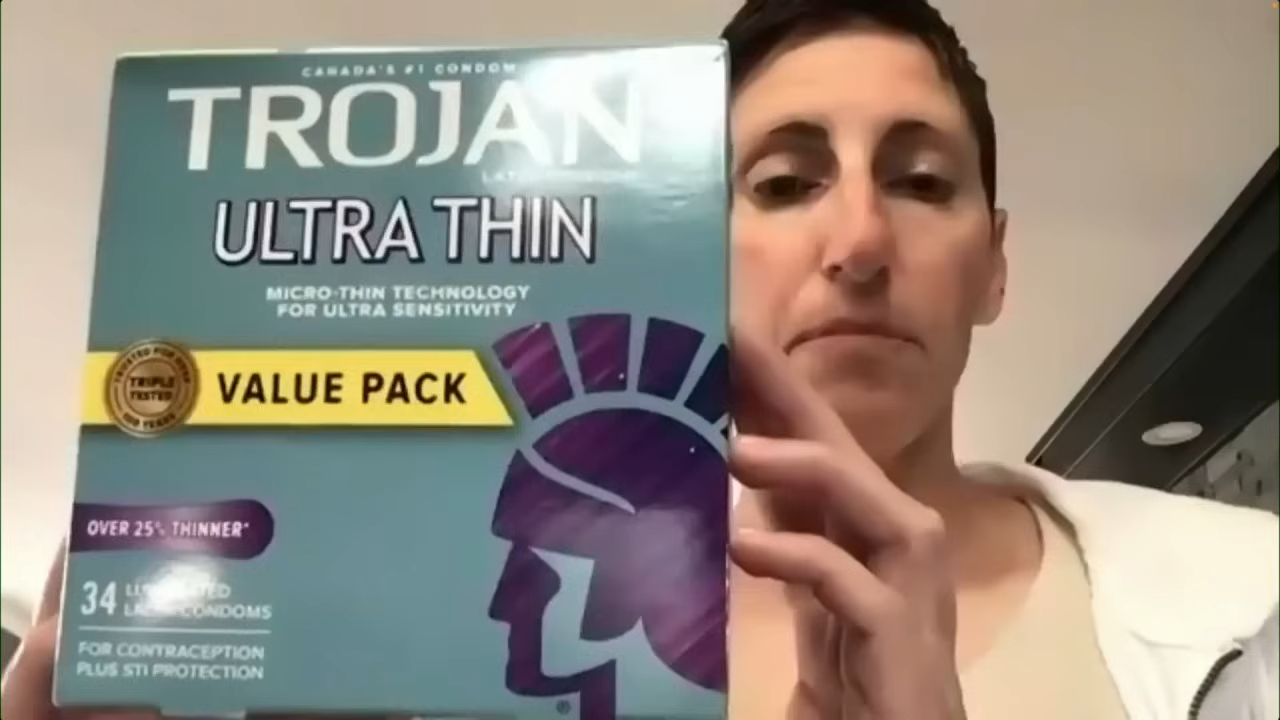 CANADA'S #1 CONDOM
TROJAN
ULTRA THIN
MICRO-THIN TECHNOLOGY
FOR ULTRA SENSITIVITY
TRIPLE
TESTED
VALUE PACK
OVER 25% THINNER*
34
CONDOMS
FOR CONTRACEPTION
PLUS STI PROTECTION
®